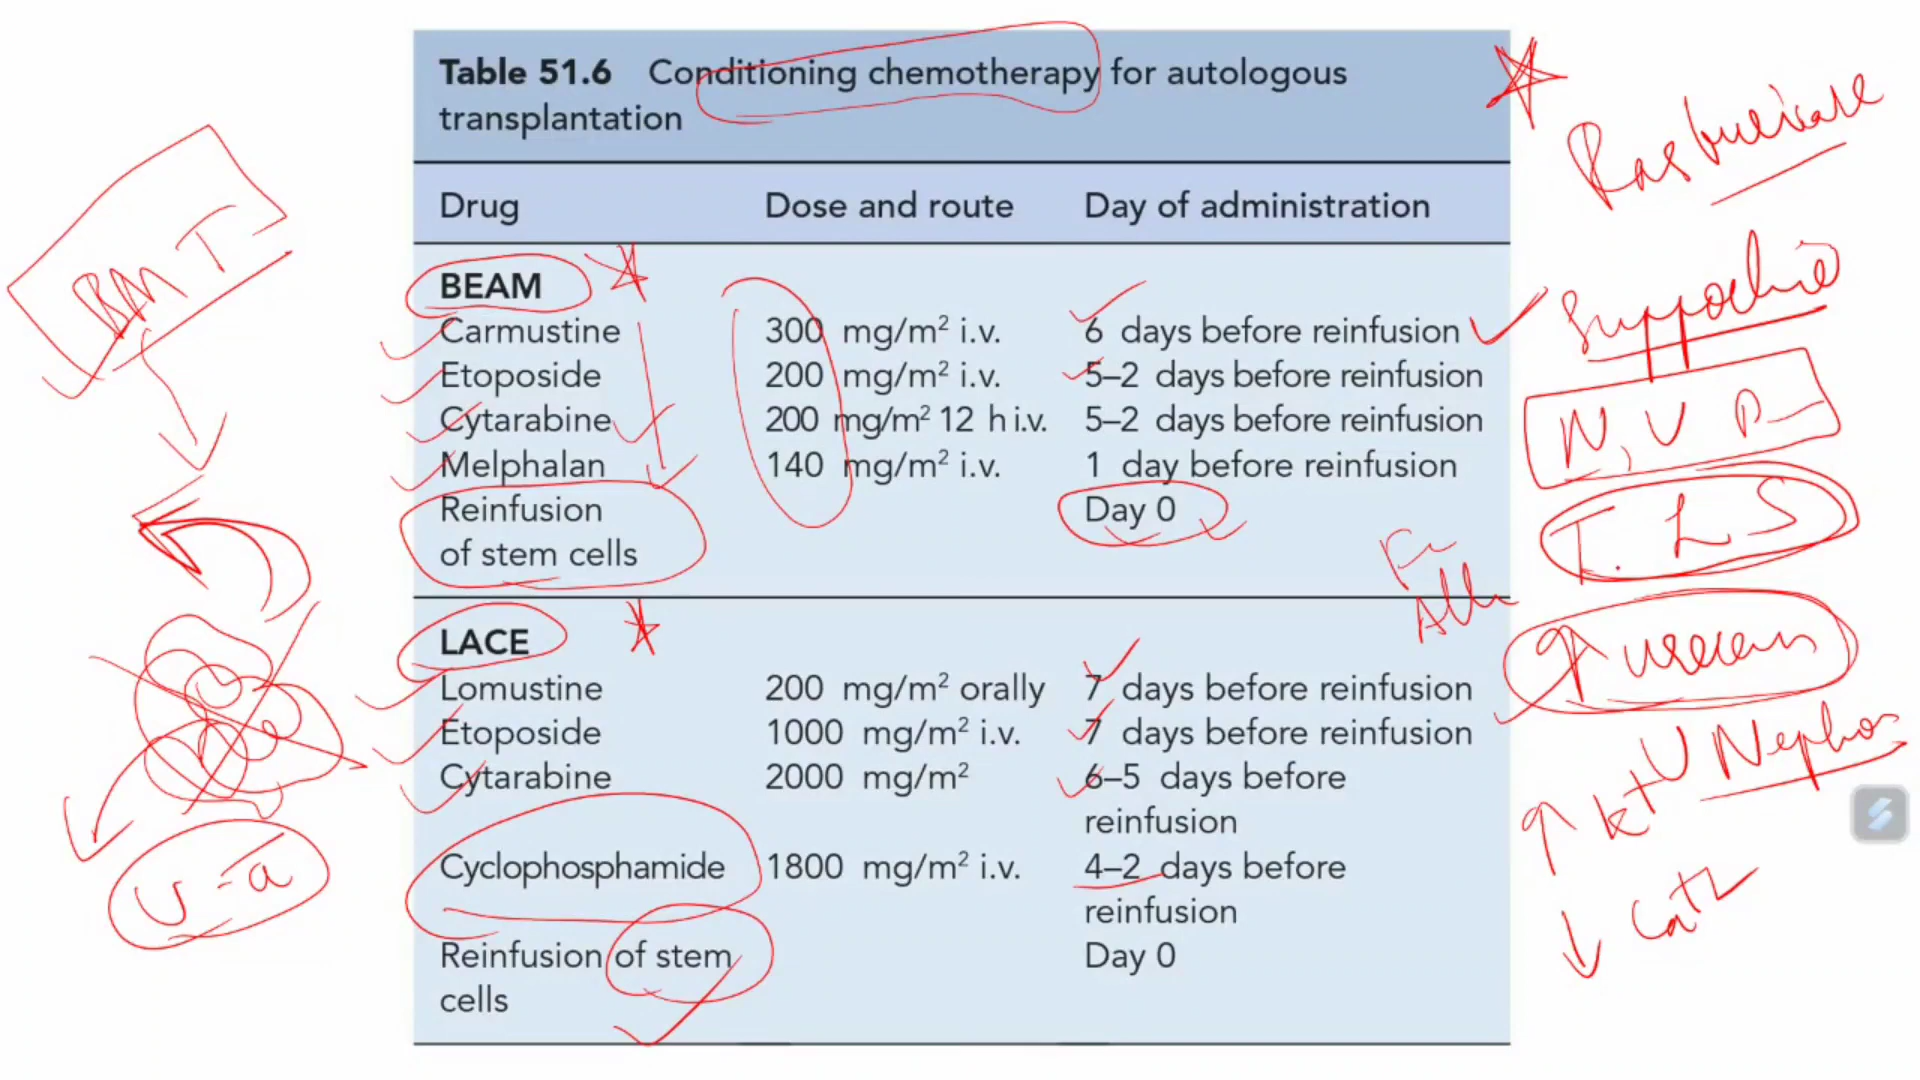 Table 51.6 Conditioning chemotherapy for autologous
transplantation
Drug Dose and route Day of administration
BEAM
Carmustine 300 mg/m² i.v. 6 days before reinfusion
Etoposide 200 mg/m² i.v. 5–2 days before reinfusion
Cytarabine 200 mg/m² 12 h i.v. 5–2 days before reinfusion
Melphalan 140 mg/m² i.v. 1 day before reinfusion
Reinfusion Day 0
of stem cells
LACE
Lomustine 200 mg/m² orally 7 days before reinfusion
Etoposide 1000 mg/m² i.v. 7 days before reinfusion
Cytarabine 2000 mg/m² 6–5 days before
reinfusion
Cyclophosphamide 1800 mg/m² i.v. 4–2 days before
reinfusion
Reinfusion of stem Day 0
cells
BMT
U-a
N, V
T. L S
↑
↑ K+
↓